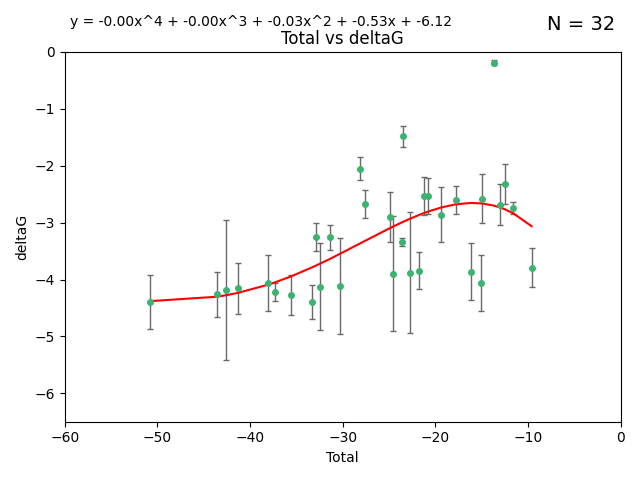 y = -0.00x^4 + -0.00x^3 + -0.03x^2 + -0.53x + -6.12
N = 32
Total vs deltaG
0
−1
−2
−3
−4
−5
−6
deltaG
−60 −50 −40 −30 −20 −10 0
Total